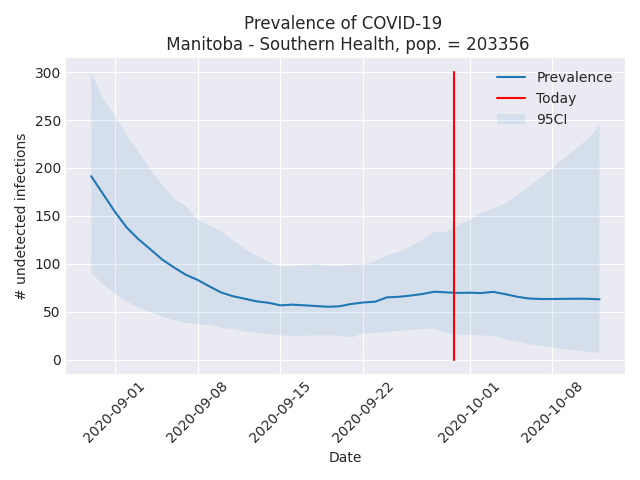 Prevalence of COVID-19
Manitoba - Southern Health, pop. = 203356
300
250
200
150
100
50
0
# undetected infections
Prevalence
Today
95CI
2020-09-01
2020-09-08
2020-09-15
2020-09-22
2020-10-01
2020-10-08
Date